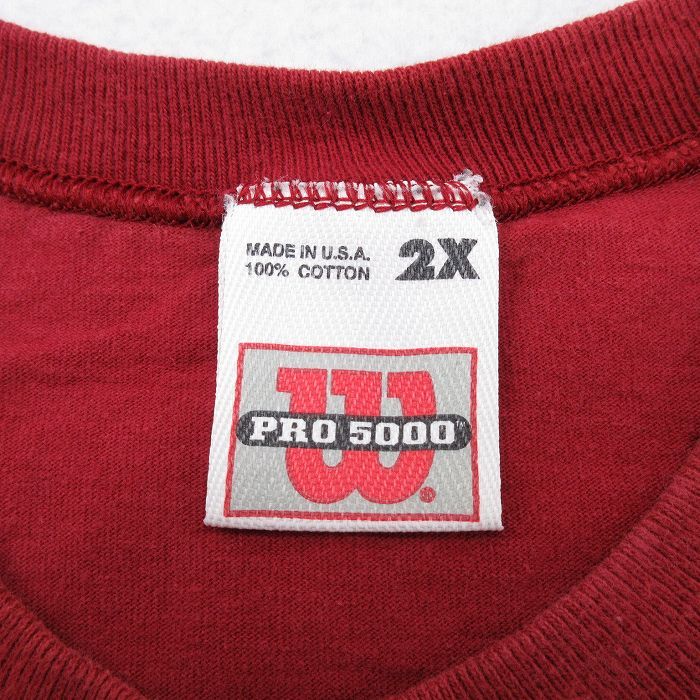 MADE IN U.S.A.
100% COTTON
2X
W
PRO 5000
®